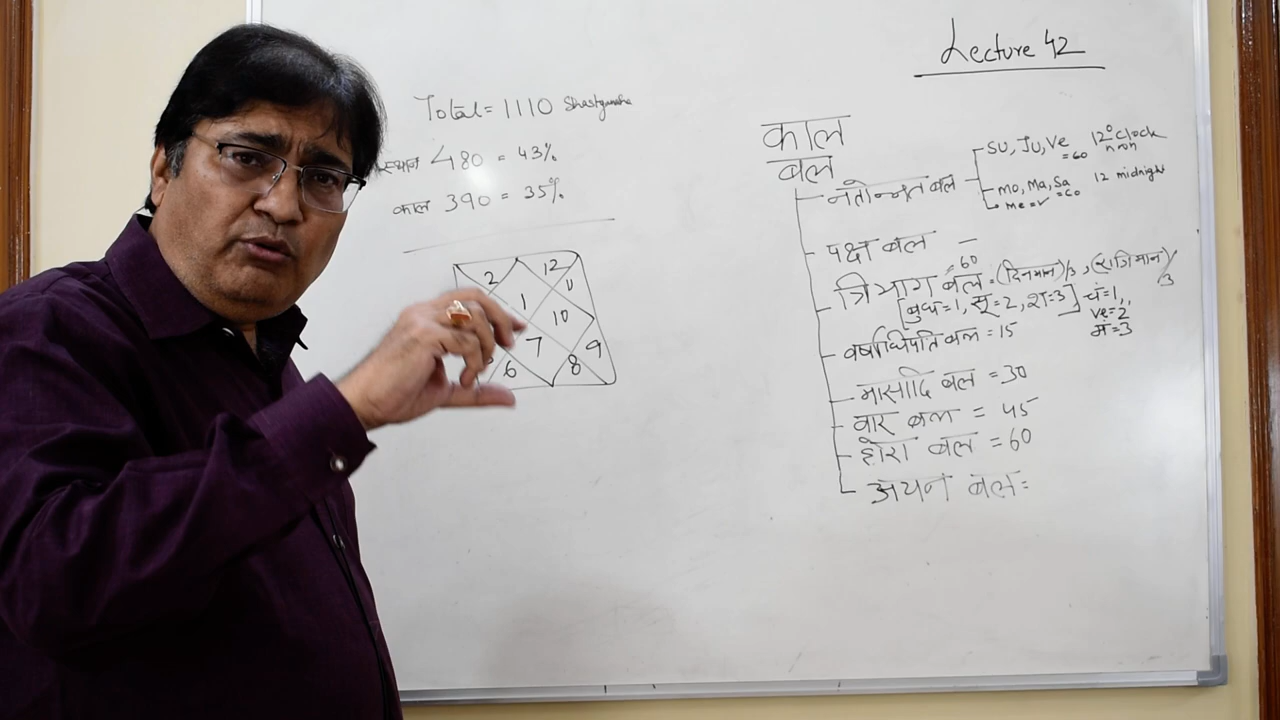 Lecture 42
Total = 1110 Shastyansha
स्थान 480 = 43%
काल 390 = 35%
2
12
1
11
10
7
9
6
8
काल
बल
नतोन्नत बल
SU, JU, Ve = 60 12 o'clock noon
Mo, Ma, Sa = 60 12 midnight
Me = ✓
पक्ष बल - 60
त्रिभाग बल = (दिनमान)/3, (रात्रिमान)/3
[बुध=1, सू=2, श=3] चं=1,
Ve=2
मं=3
वर्षाधिपति बल = 15
मासादि बल = 30
वार बल = 45
होरा बल = 60
अयन बल =